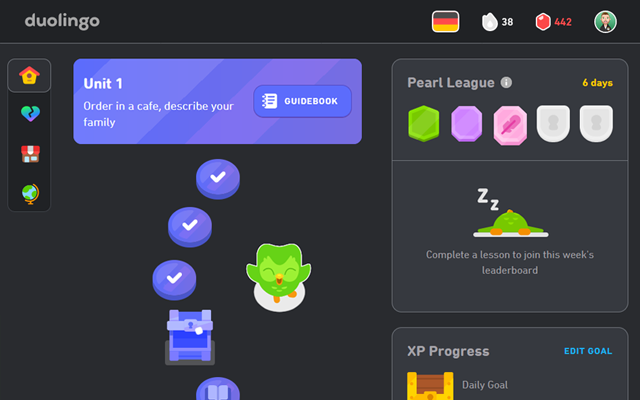 duolingo
38
442
Unit 1
Order in a cafe, describe your
family
GUIDEBOOK
Pearl League
6 days
Z
Z
Complete a lesson to join this week's
leaderboard
XP Progress
EDIT GOAL
Daily Goal